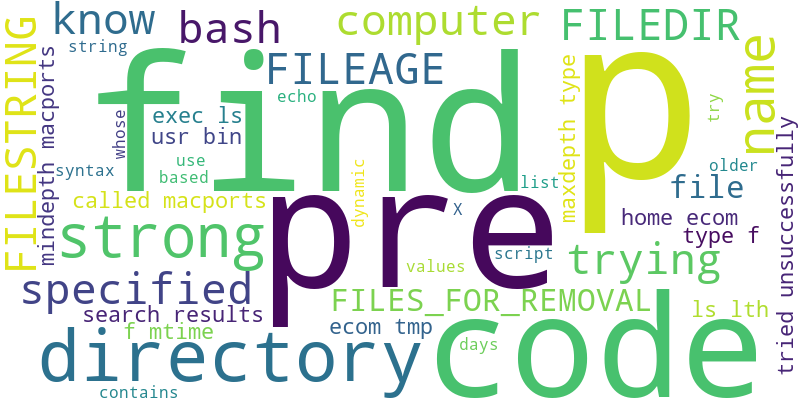 know
string
bash
computer
FILEDIR
FILESTRING
mindepth macports
find
p
FILEAGE
maxdepth type
name
echo
exec ls
whose
usr bin
try
tried unsuccessfully
syntax
use
based
dynamic
list
older
file
called macports
pre
X
home ecom
strong
type f
script
trying
values
specified
search results
FILES_FOR_REMOVAL
ls lth
f mtime
ecom tmp
code
directory
days
contains